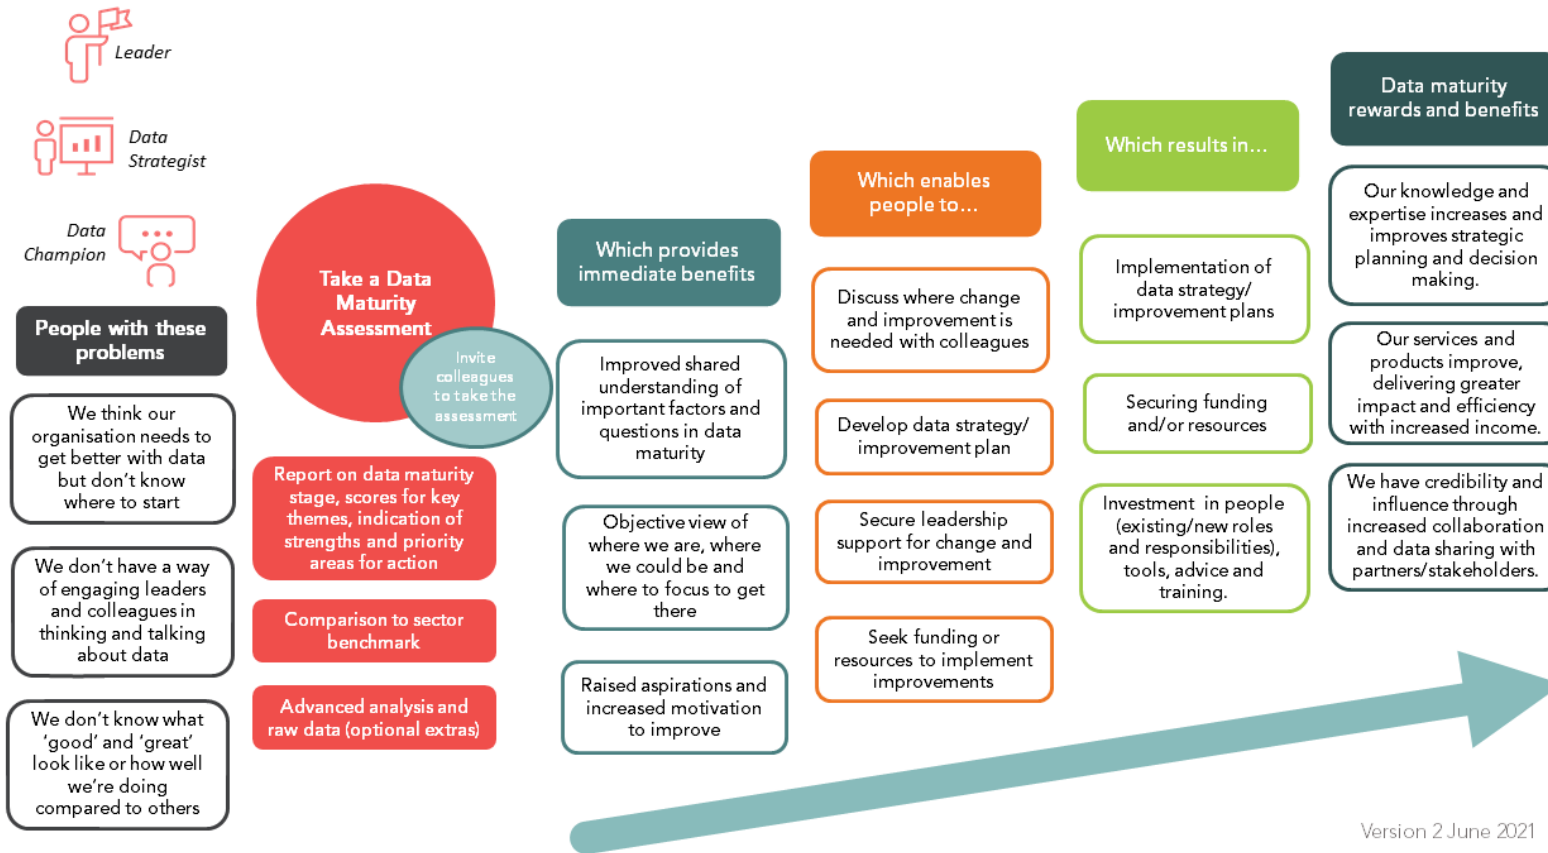 Leader
Data
Strategist
Data
Champion
People with these
problems
We think our
organisation needs to
get better with data
but don’t know
where to start
We don’t have a way
of engaging leaders
and colleagues in
thinking and talking
about data
We don’t know what
‘good’ and ‘great’
look like or how well
we’re doing
compared to others
Take a Data
Maturity
Assessment
Invite
colleagues
to take the
assessment
Report on data maturity
stage, scores for key
themes, indication of
strengths and priority
areas for action
Comparison to sector
benchmark
Advanced analysis and
raw data (optional extras)
Which provides
immediate benefits
Improved shared
understanding of
important factors and
questions in data
maturity
Objective view of
where we are, where
we could be and
where to focus to get
there
Raised aspirations and
increased motivation
to improve
Which enables
people to...
Discuss where change
and improvement is
needed with colleagues
Develop data strategy/
improvement plan
Secure leadership
support for change and
improvement
Seek funding or
resources to implement
improvements
Which results in...
Implementation of
data strategy/
improvement plans
Securing funding
and/or resources
Investment in people
(existing/new roles
and responsibilities),
tools, advice and
training.
Data maturity
rewards and benefits
Our knowledge and
expertise increases and
improves strategic
planning and decision
making.
Our services and
products improve,
delivering greater
impact and efficiency
with increased income.
We have credibility and
influence through
increased collaboration
and data sharing with
partners/stakeholders.
Version 2 June 2021